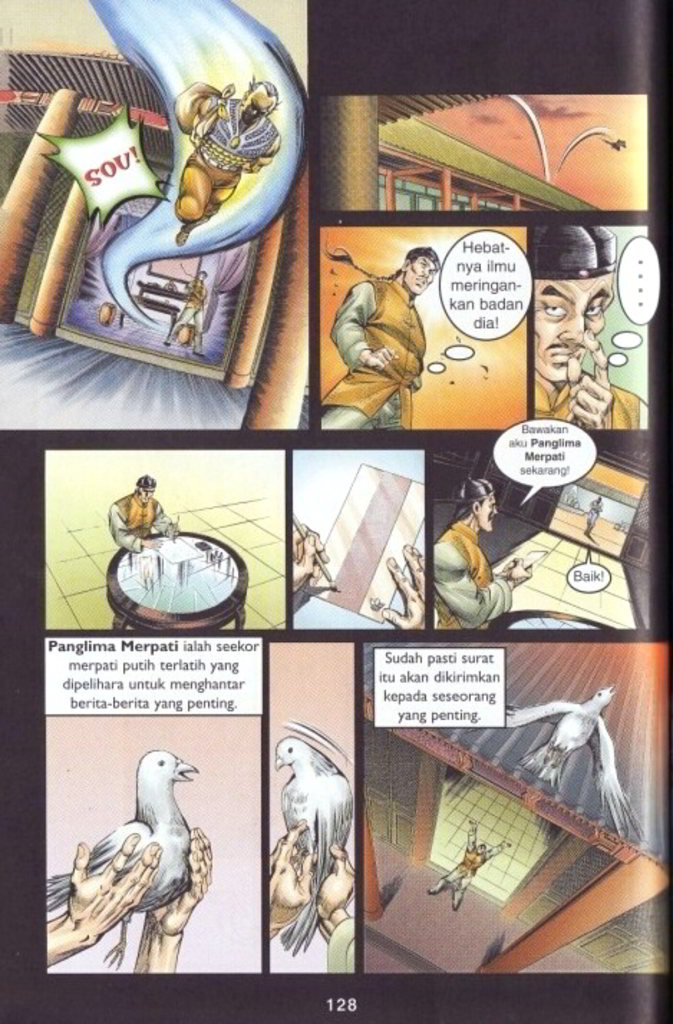 SOU!
Hebat-
nya ilmu
meringan-
kan badan
dia!
. . . .
Bawakan
aku Panglima
Merpati
sekarang!
Baik!
Panglima Merpati ialah seekor
merpati putih terlatih yang
dipelihara untuk menghantar
berita-berita yang penting.
Sudah pasti surat
itu akan dikirimkan
kepada seseorang
yang penting.
128